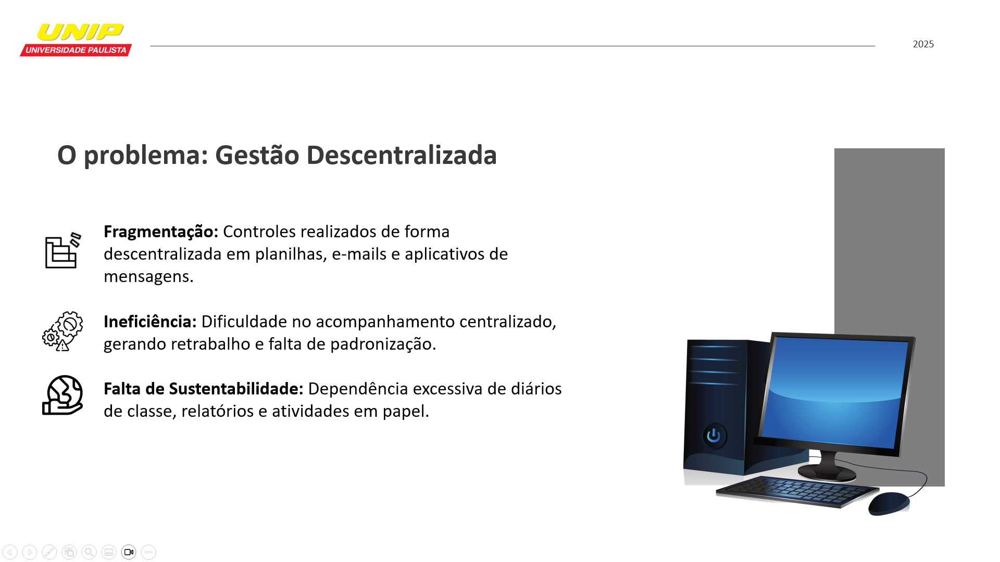 UNIP
UNIVERSIDADE PAULISTA
2025
O problema: Gestão Descentralizada
Fragmentação: Controles realizados de forma
descentralizada em planilhas, e-mails e aplicativos de
mensagens.
Ineficiência: Dificuldade no acompanhamento centralizado,
gerando retrabalho e falta de padronização.
Falta de Sustentabilidade: Dependência excessiva de diários
de classe, relatórios e atividades em papel.